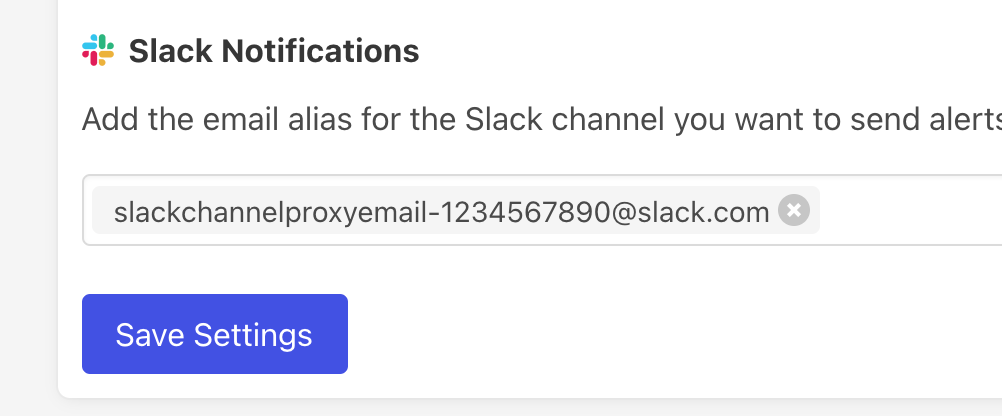 Slack Notifications
Add the email alias for the Slack channel you want to send alerts
slackchannelproxyemail-1234567890@slack.com
Save Settings